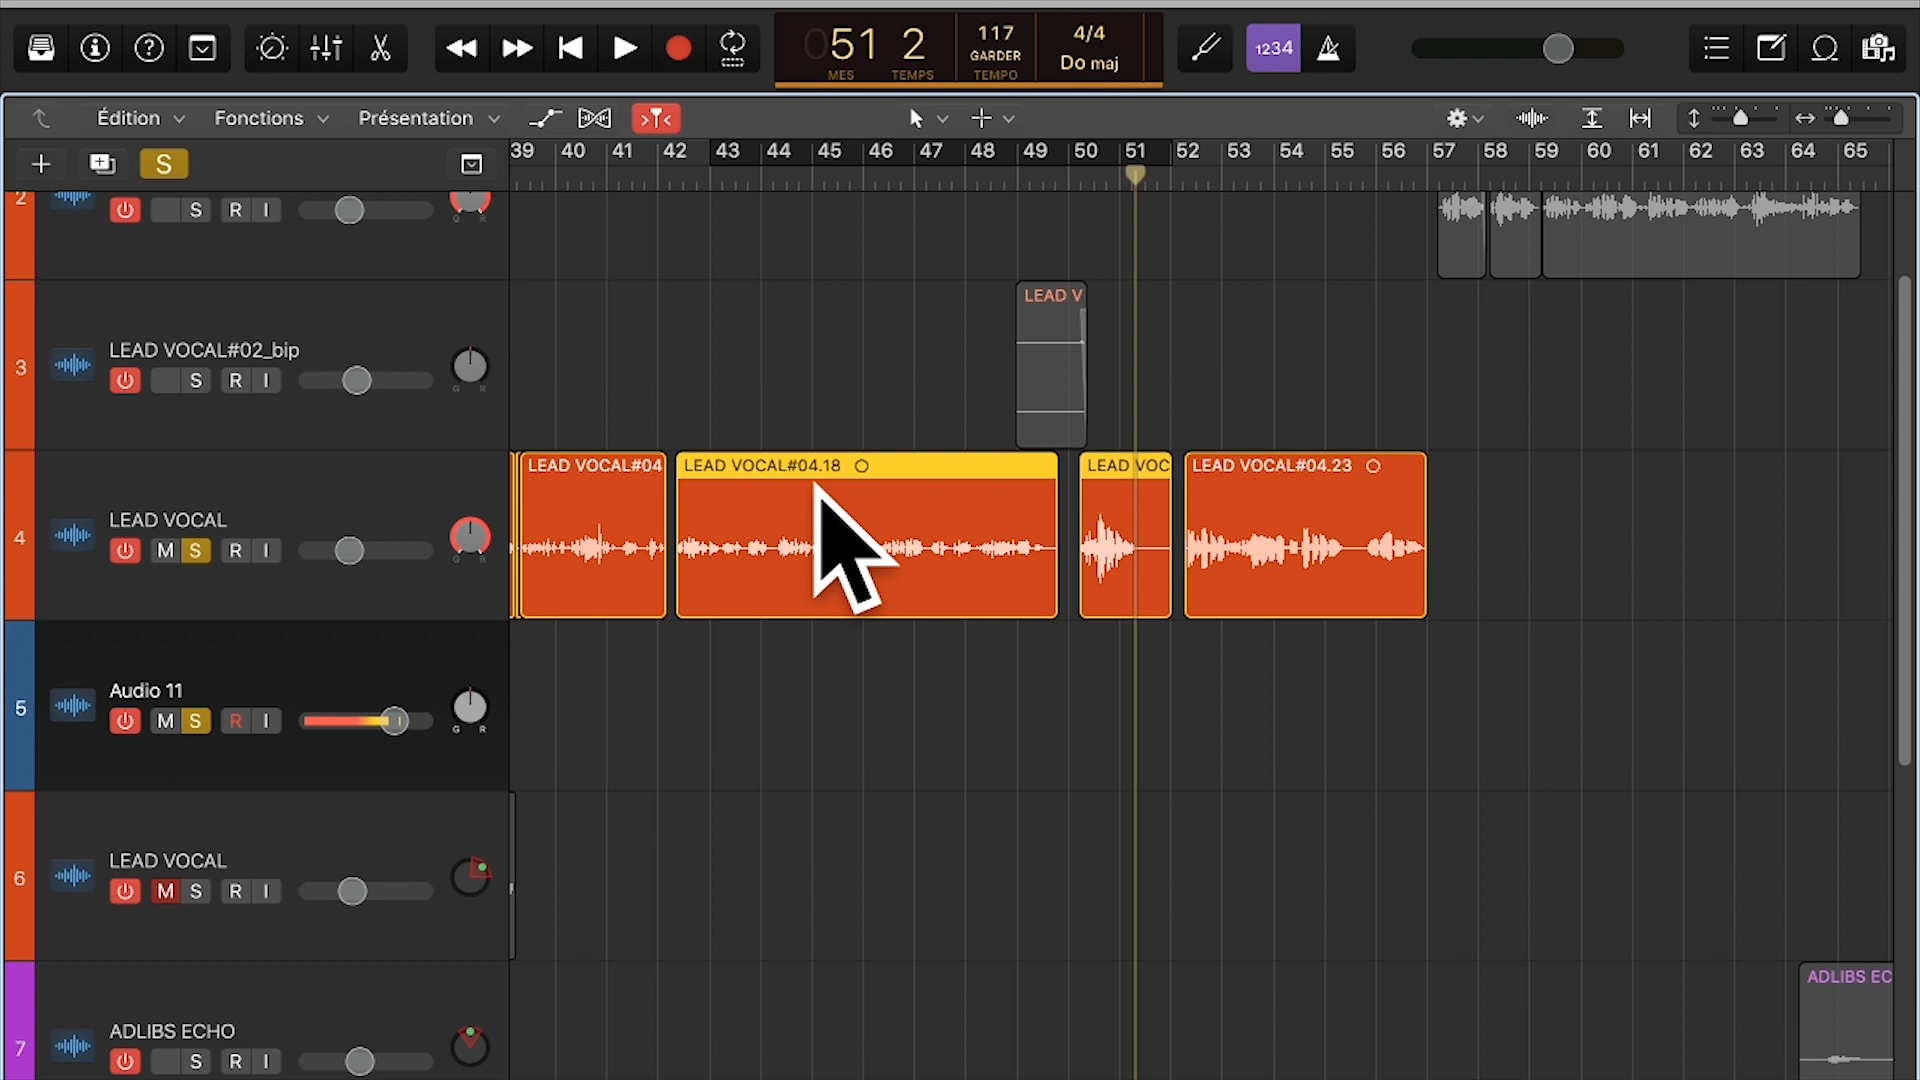 051 2
MES TEMPS
117
GARDER
TEMPO
4/4
Do maj
1234
Édition Fonctions Présentation
S
39 40 41 42 43 44 45 46 47 48 49 50 51 52 53 54 55 56 57 58 59 60 61 62 63 64 65
2
S R I
G R
LEAD V
3
LEAD VOCAL#02_bip
S R I
G R
LEAD VOCAL#04 LEAD VOCAL#04.18 LEAD VOC LEAD VOCAL#04.23
4
LEAD VOCAL
M S R I
G R
5
Audio 11
M S R I
G R
6
LEAD VOCAL
M S R I
ADLIBS EC
7
ADLIBS ECHO
S R I